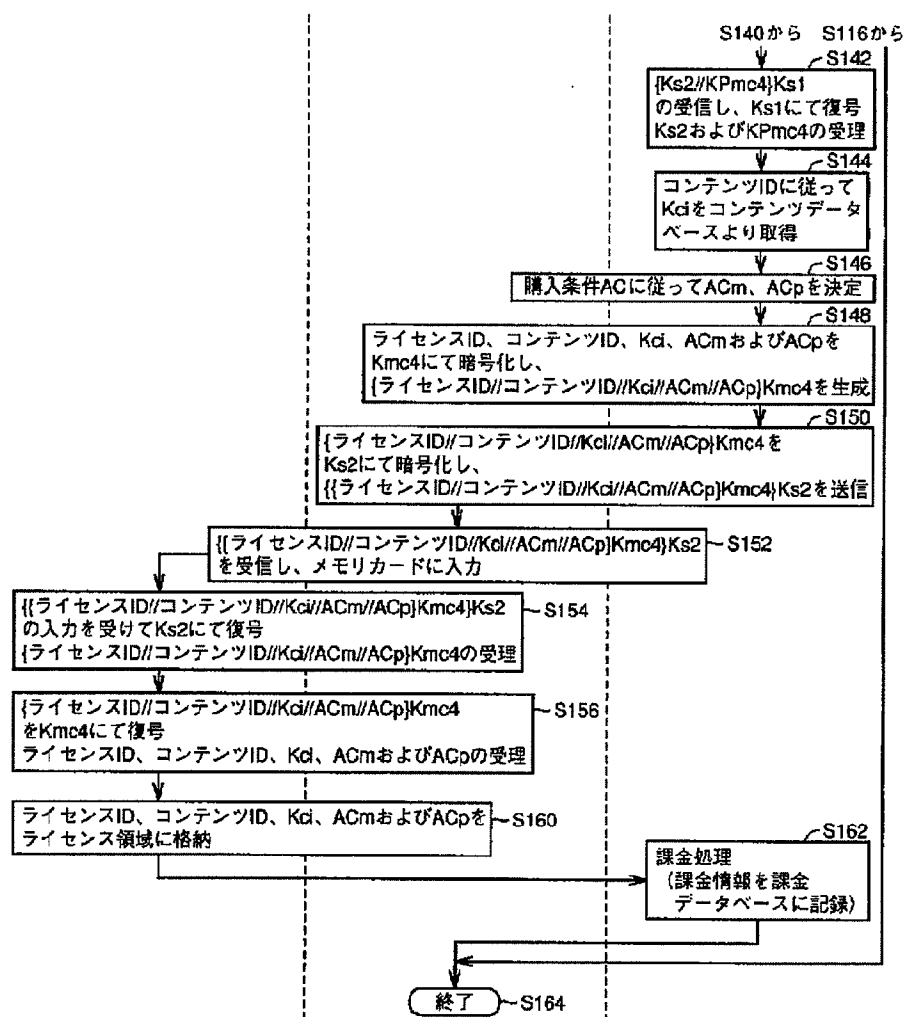 S140から S116から
S142
{Ks2//KPmc4}Ks1
の受信し、Ks1にて復号
Ks2およびKPmc4の受理
S144
コンテンツIDに従って
Kciをコンテンツデータ
ベースより取得
S146
購入条件ACに従ってACm、ACpを決定
S148
ライセンスID、コンテンツID、Kci、ACmおよびACpを
Kmc4にて暗号化し、
{ライセンスID//コンテンツID//Kci//ACm//ACp}Kmc4を生成
S150
{ライセンスID//コンテンツID//Kci//ACm//ACp}Kmc4を
Ks2にて暗号化し、
{{ライセンスID//コンテンツID//Kci//ACm//ACp}Kmc4}Ks2を送信
{{ライセンスID//コンテンツID//Kci//ACm//ACp}Kmc4}Ks2
を受信し、メモリカードに入力
S152
{{ライセンスID//コンテンツID//Kci//ACm//ACp}Kmc4}Ks2
の入力を受けてKs2にて復号
{ライセンスID//コンテンツID//Kci//ACm//ACp}Kmc4の受理
S154
{ライセンスID//コンテンツID//Kci//ACm//ACp}Kmc4
をKmc4にて復号
ライセンスID、コンテンツID、Kci、ACmおよびACpの受理
S156
ライセンスID、コンテンツID、Kci、ACmおよびACpを
ライセンス領域に格納
S160
S162
課金処理
(課金情報を課金
データベースに記録)
終了
S164